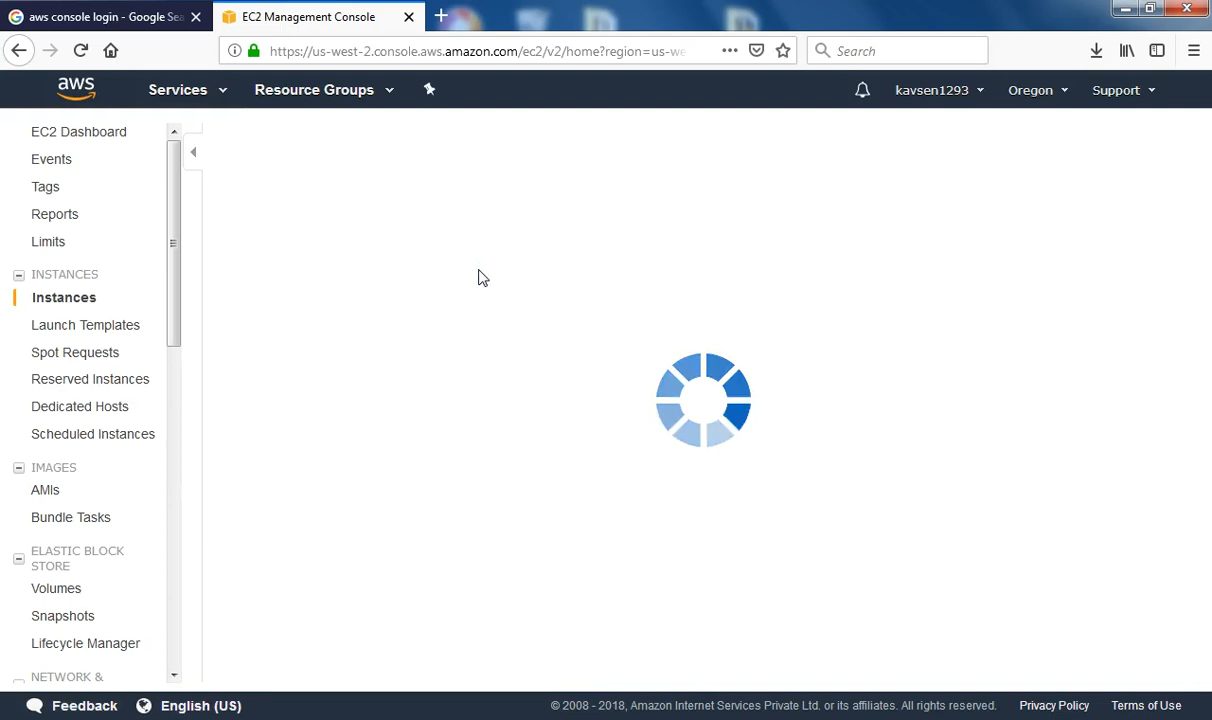 aws console login - Google Sea
EC2 Management Console
https://us-west-2.console.aws.amazon.com/ec2/v2/home?region=us-we
Search
aws
Services
Resource Groups
kavsen1293
Oregon
Support
EC2 Dashboard
Events
Tags
Reports
Limits
INSTANCES
Instances
Launch Templates
Spot Requests
Reserved Instances
Dedicated Hosts
Scheduled Instances
IMAGES
AMIs
Bundle Tasks
ELASTIC BLOCK
STORE
Volumes
Snapshots
Lifecycle Manager
NETWORK &
Feedback
English (US)
© 2008 - 2018, Amazon Internet Services Private Ltd. or its affiliates. All rights reserved.
Privacy Policy
Terms of Use